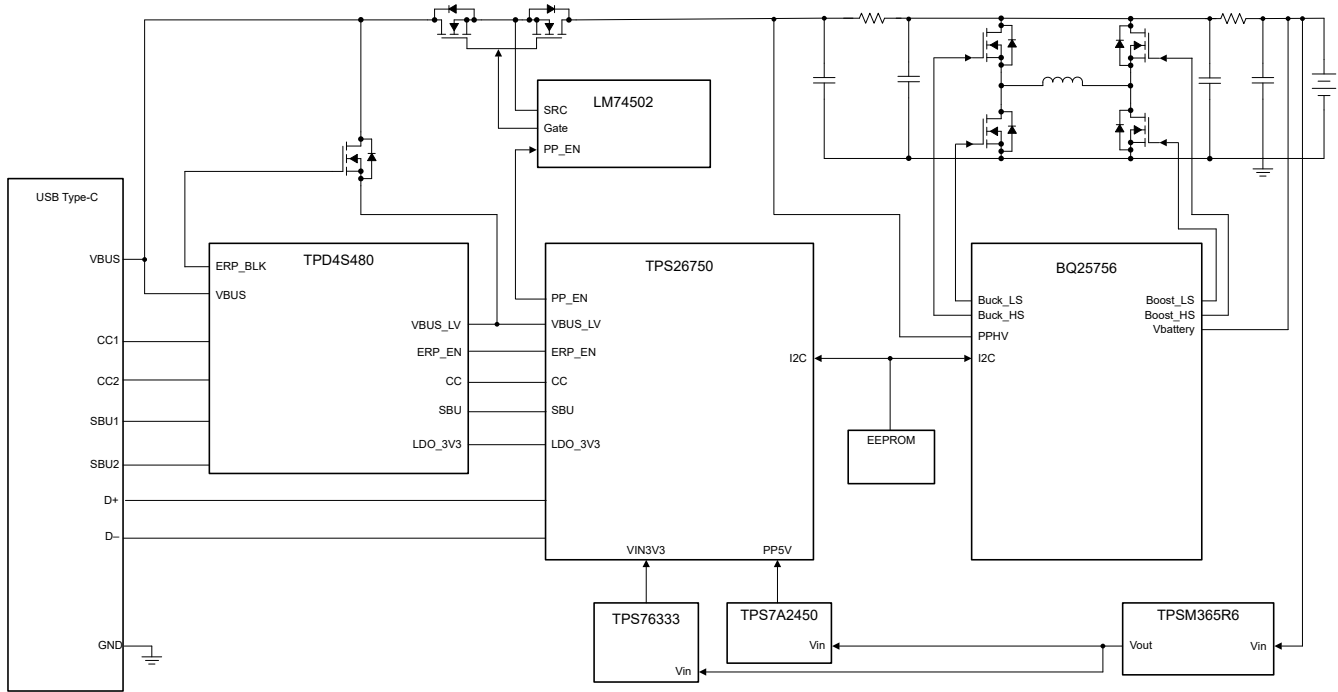 LM74502
SRC
Gate
PP_EN
USB Type-C
VBUS
CC1
CC2
SBU1
SBU2
D+
D–
GND
TPD4S480
ERP_BLK
VBUS
VBUS_LV
ERP_EN
CC
SBU
LDO_3V3
TPS26750
PP_EN
VBUS_LV
ERP_EN
CC
SBU
LDO_3V3
I2C
VIN3V3
PP5V
BQ25756
Buck_LS
Buck_HS
PPHV
I2C
Boost_LS
Boost_HS
Vbattery
EEPROM
TPS76333
Vin
TPS7A2450
Vin
TPSM365R6
Vout
Vin